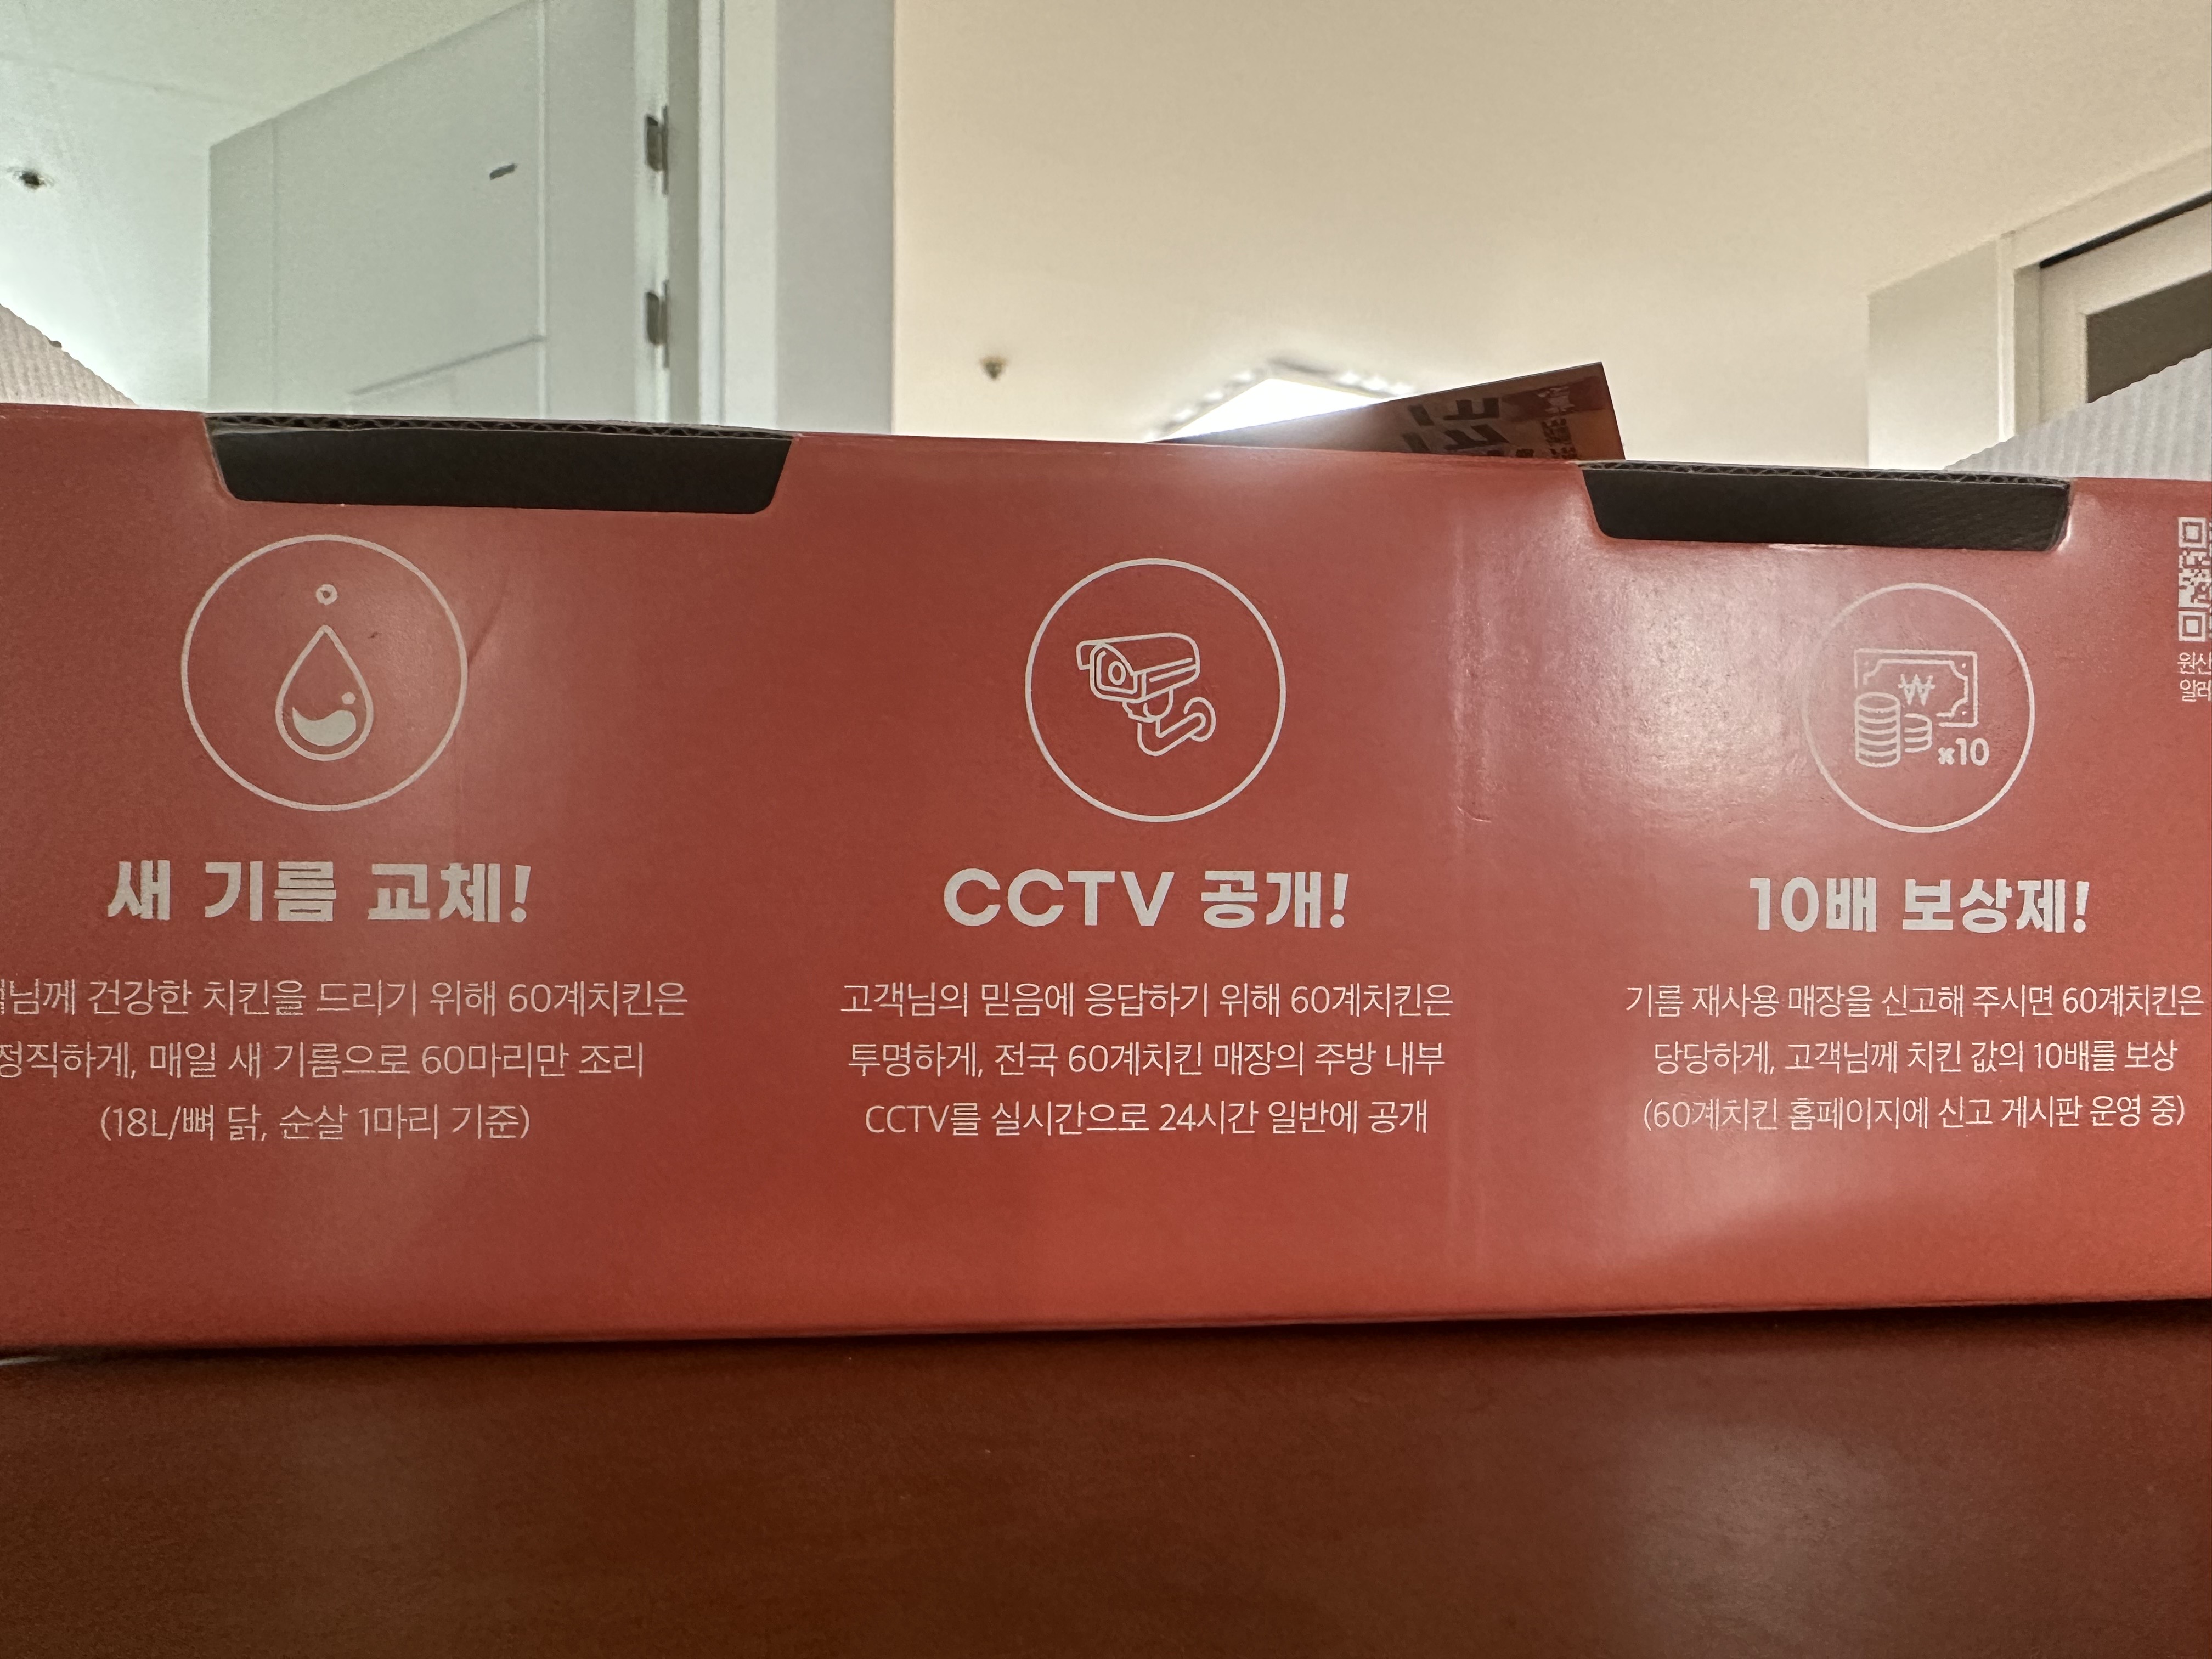 새 기름 교체!
고객님께 건강한 치킨을 드리기 위해 60계치킨은
정직하게, 매일 새 기름으로 60마리만 조리
(18L/뼈 닭, 순살 1마리 기준)
CCTV 공개!
고객님의 믿음에 응답하기 위해 60계치킨은
투명하게, 전국 60계치킨 매장의 주방 내부
CCTV를 실시간으로 24시간 일반에 공개
₩
x10
10배 보상제!
기름 재사용 매장을 신고해 주시면 60계치킨은
당당하게, 고객님께 치킨 값의 10배를 보상
(60계치킨 홈페이지에 신고 게시판 운영 중)
원산
알레